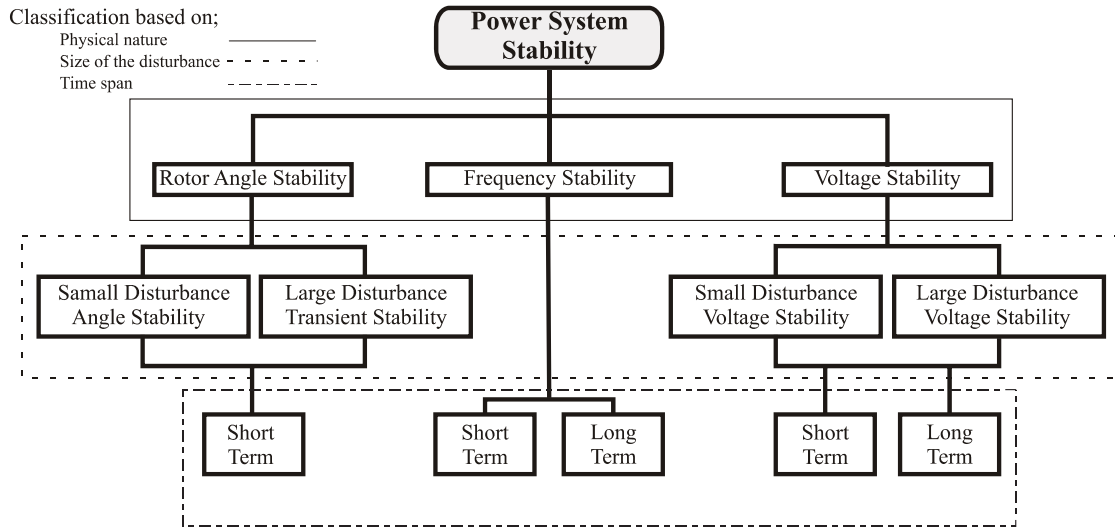 Classification based on;
Physical nature
Size of the disturbance
Time span
Power System
Stability
Rotor Angle Stability
Frequency Stability
Voltage Stability
Samall Disturbance
Angle Stability
Large Disturbance
Transient Stability
Small Disturbance
Voltage Stability
Large Disturbance
Voltage Stability
Short
Term
Short
Term
Long
Term
Short
Term
Long
Term